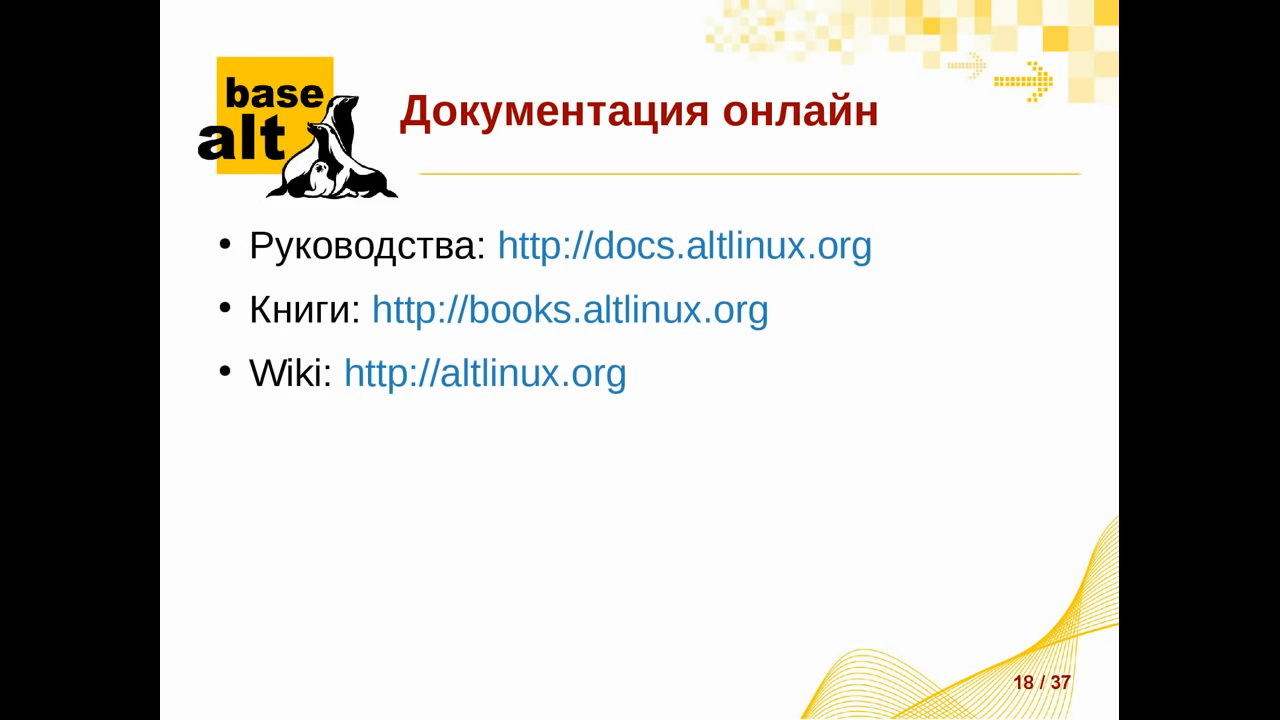 base
alt
Документация онлайн
• Руководства: http://docs.altlinux.org
• Книги: http://books.altlinux.org
• Wiki: http://altlinux.org
18 / 37